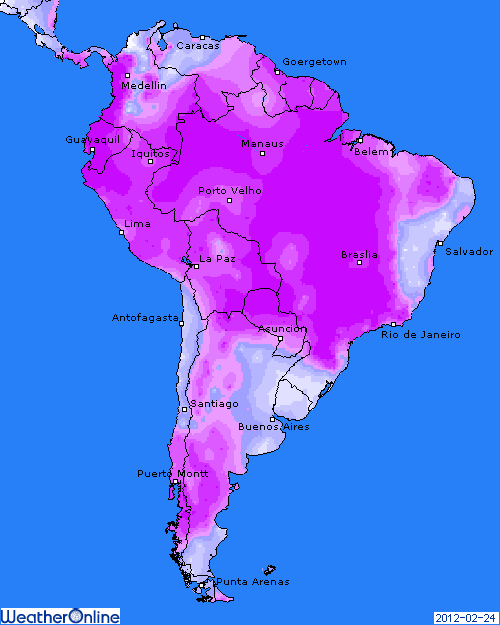 Caracas
Goergetown
Medellin
Guayaquil
Iquitos
Manaus
Belem
Porto Velho
Lima
La Paz
Braslia
Salvador
Antofagasta
Asuncion
Rio de Janeiro
Santiago
Buenos Aires
Puerto Montt
Punta Arenas
WeatherOnline
2012-02-24